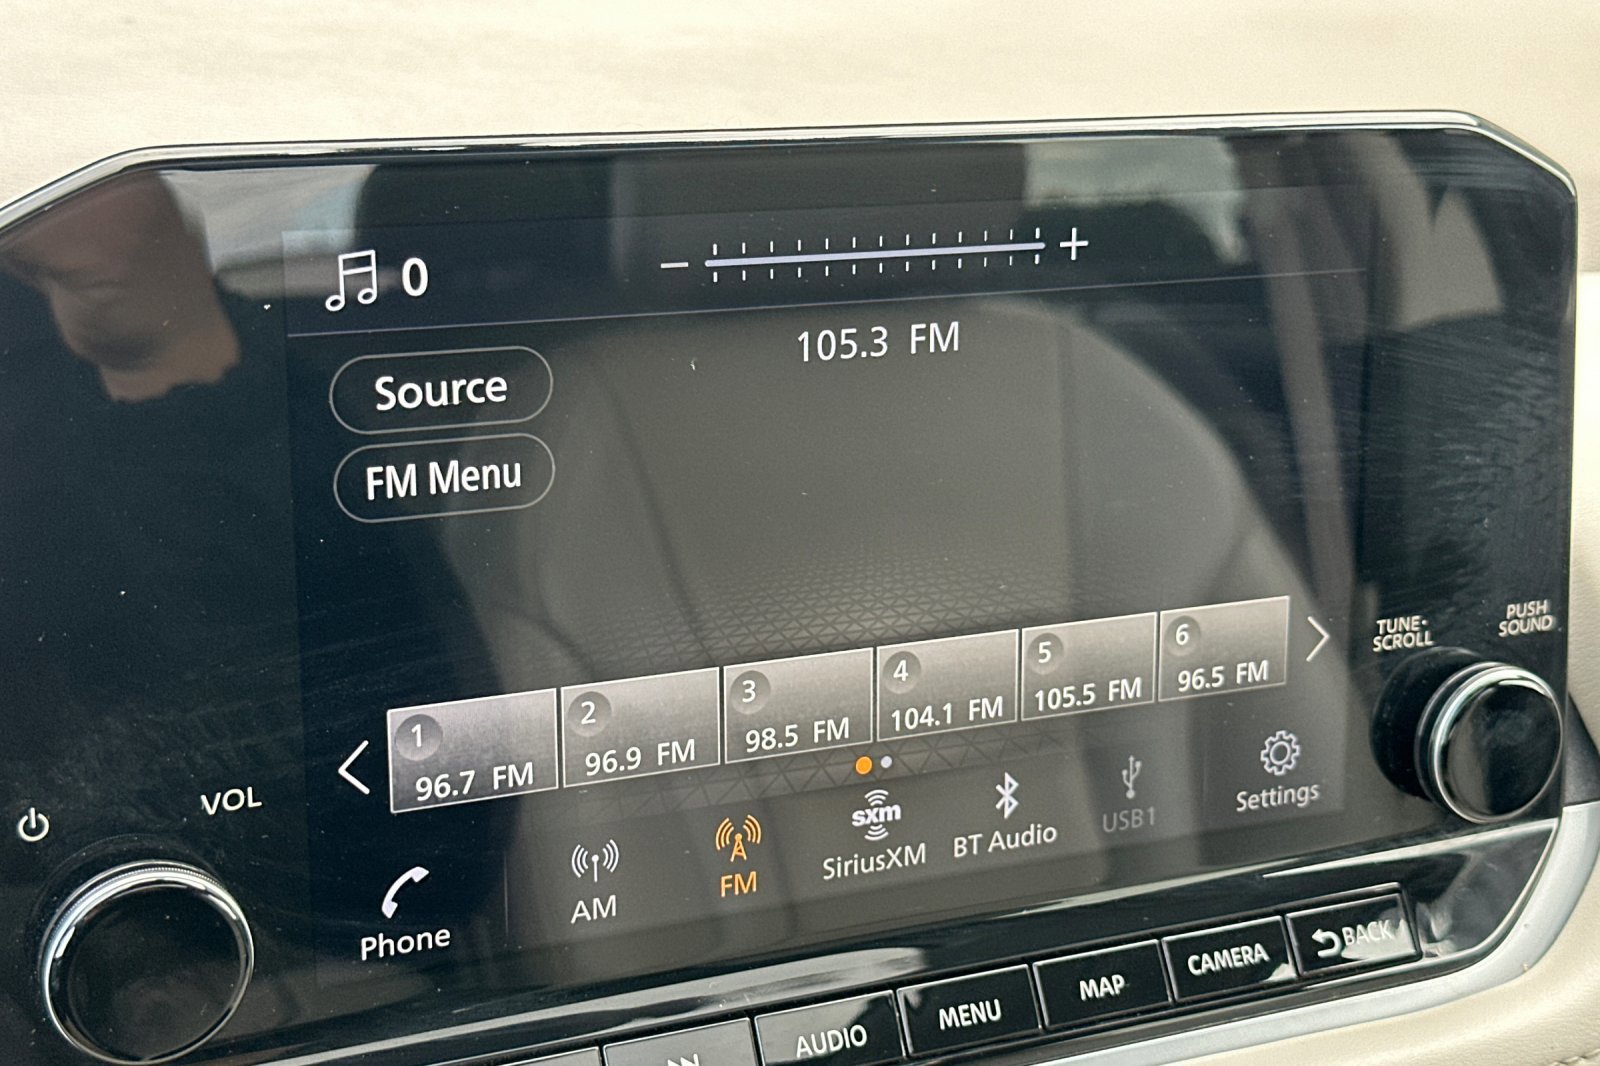 0
− +
105.3 FM
Source
FM Menu
1
96.7 FM
2
96.9 FM
3
98.5 FM
4
104.1 FM
5
105.5 FM
6
96.5 FM
TUNE·
SCROLL
PUSH
SOUND
VOL
Phone
AM
FM
sxm
SiriusXM
BT Audio
USB1
Settings
AUDIO
MENU
MAP
CAMERA
BACK